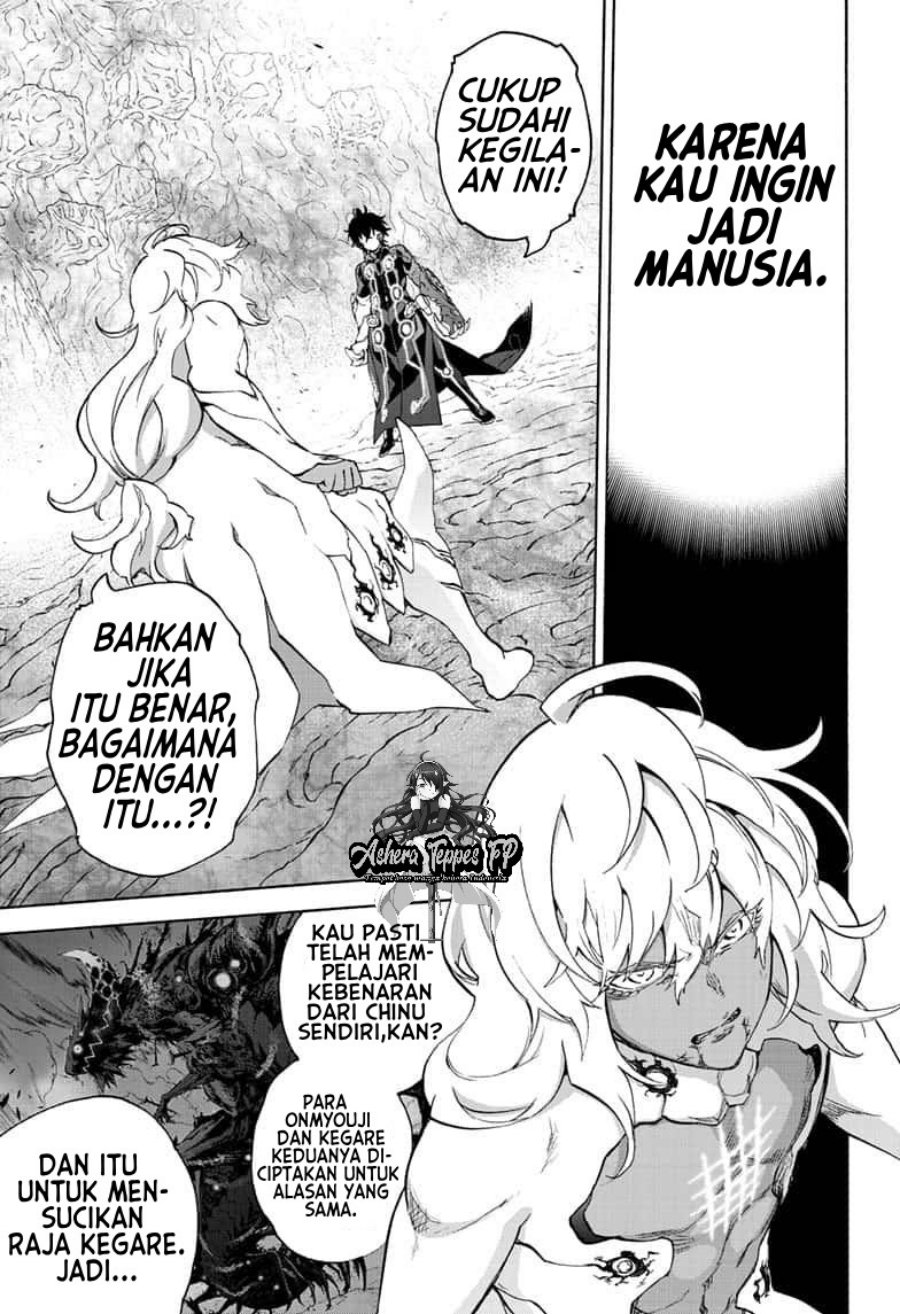 KARENA
KAU INGIN
JADI
MANUSIA.
CUKUP
SUDAHI
KEGILA-
AN INI!
BAHKAN
JIKA
ITU BENAR,
BAGAIMANA
DENGAN
ITU...?!
Ashera Teppes FP
KAU PASTI
TELAH MEM-
PELAJARI
KEBENARAN
DARI CHINU
SENDIRI,KAN?
PARA
ONMYOUJI
DAN KEGARE
KEDUANYA DI-
CIPTAKAN UNTUK
ALASAN YANG
SAMA.
DAN ITU
UNTUK MEN-
SUCIKAN
RAJA KEGARE.
JADI...